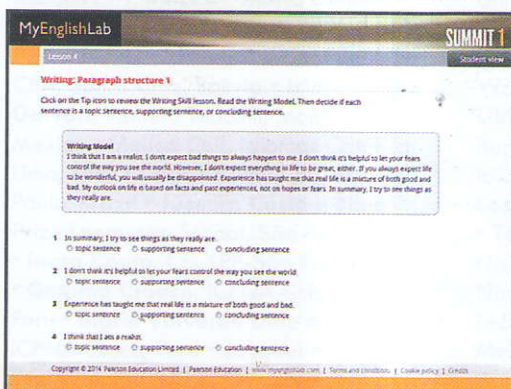 MyEnglishLab
SUMMIT 1
Lesson 4
Student view
Writing: Paragraph structure 1
Click on the Tip icon to review the Writing Skill lesson. Read the Writing Model. Then decide if each
sentence is a topic sentence, supporting sentence, or concluding sentence.
Writing Model
I think that I am a realist. I don't expect bad things to always happen to me. I don't think it's helpful to let your fears
control the way you see the world. However, I don't expect everything in life to be great, either. If you always expect life
to be wonderful, you will usually be disappointed. Experience has taught me that real life is a mixture of both good and
bad. My outlook on life is based on facts and past experiences, not on hopes or fears. In summary, I try to see things as
they really are.
1 In summary, I try to see things as they really are.
topic sentence supporting sentence concluding sentence
2 I don't think it's helpful to let your fears control the way you see the world.
topic sentence supporting sentence concluding sentence
3 Experience has taught me that real life is a mixture of both good and bad.
topic sentence supporting sentence concluding sentence
4 I think that I am a realist.
topic sentence supporting sentence concluding sentence
Copyright © 2014 Pearson Education Limited | Pearson Education | www.myenglishlab.com | Terms and conditions | Cookie policy | Credits